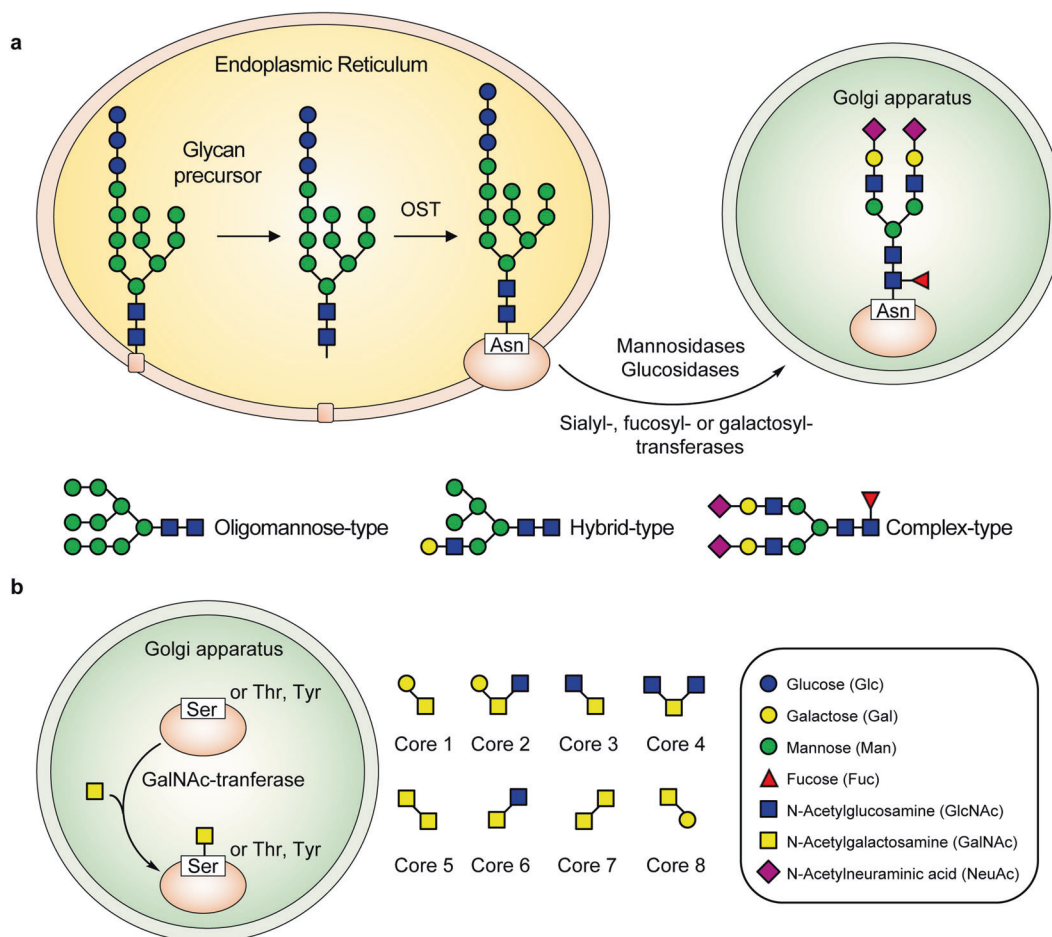 a
Endoplasmic Reticulum
Glycan
precursor
OST
Asn
Golgi apparatus
Asn
Mannosidases
Glucosidases
Sialyl-, fucosyl- or galactosyl-
transferases
Oligomannose-type
Hybrid-type
Complex-type
b
Golgi apparatus
Ser
or Thr, Tyr
GalNAc-tranferase
Ser
or Thr, Tyr
Core 1
Core 2
Core 3
Core 4
Core 5
Core 6
Core 7
Core 8
Glucose (Glc)
Galactose (Gal)
Mannose (Man)
Fucose (Fuc)
N-Acetylglucosamine (GlcNAc)
N-Acetylgalactosamine (GalNAc)
N-Acetylneuraminic acid (NeuAc)